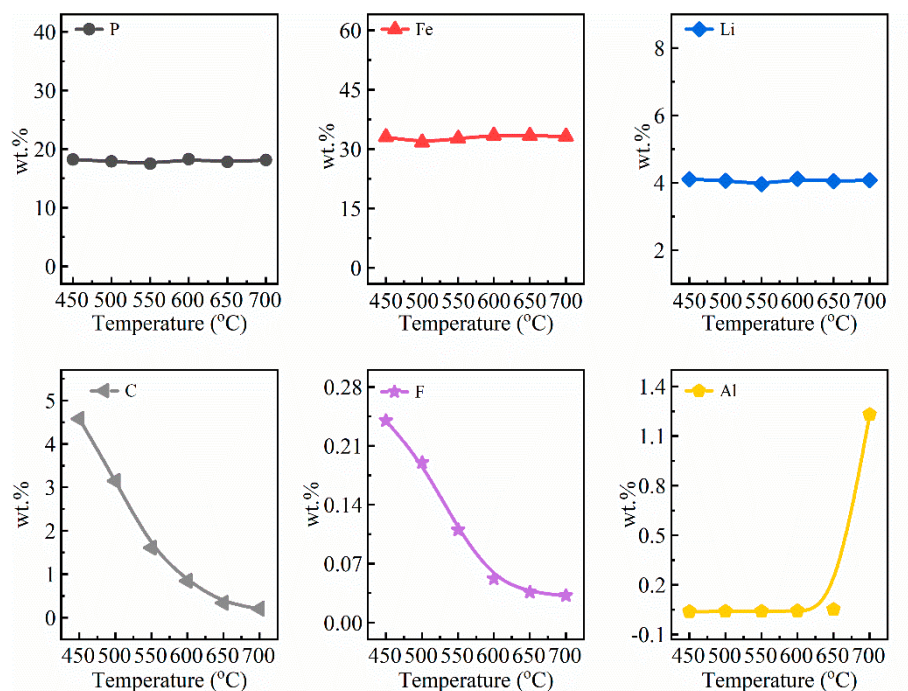 P
40
30
20
10
0
wt.%
450 500 550 600 650 700
Temperature (°C)
Fe
60
45
30
15
0
wt.%
450 500 550 600 650 700
Temperature (°C)
Li
8
6
4
2
wt.%
450 500 550 600 650 700
Temperature (°C)
C
5
4
3
2
1
0
wt.%
450 500 550 600 650 700
Temperature (°C)
F
0.28
0.21
0.14
0.07
0.00
wt.%
450 500 550 600 650 700
Temperature (°C)
Al
1.4
1.1
0.8
0.5
0.2
-0.1
wt.%
450 500 550 600 650 700
Temperature (°C)